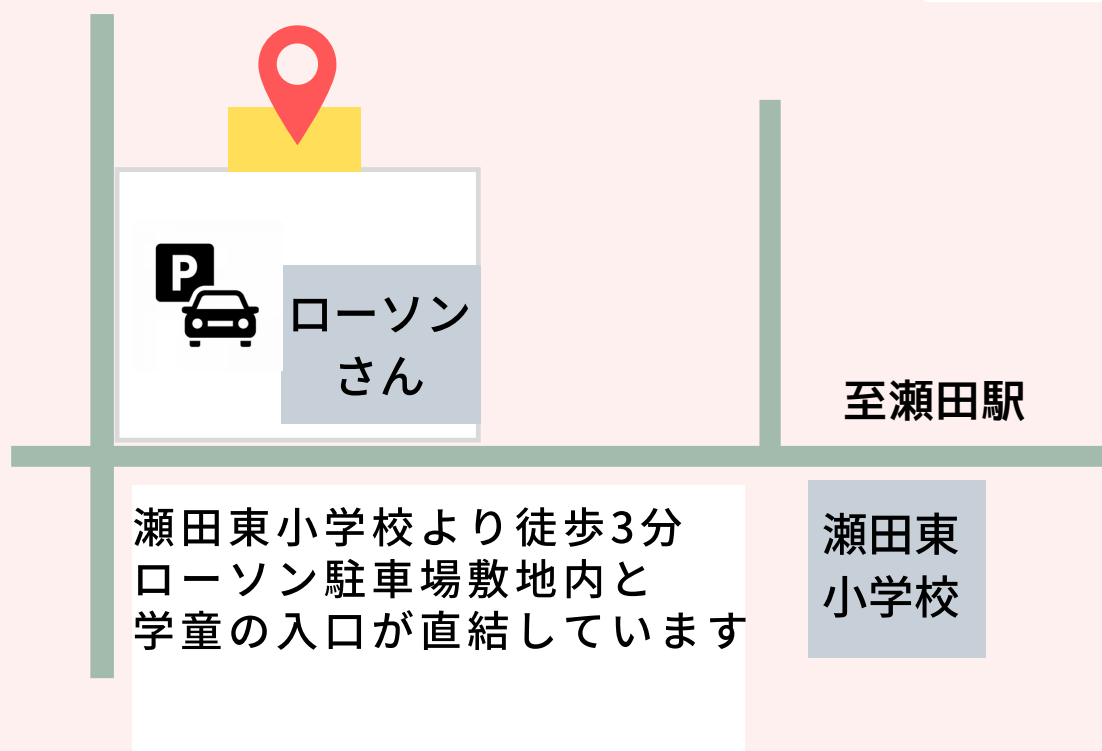 P
ローソン
さん
至瀬田駅
瀬田東小学校より徒歩3分
ローソン駐車場敷地内と
学童の入口が直結しています
瀬田東
小学校